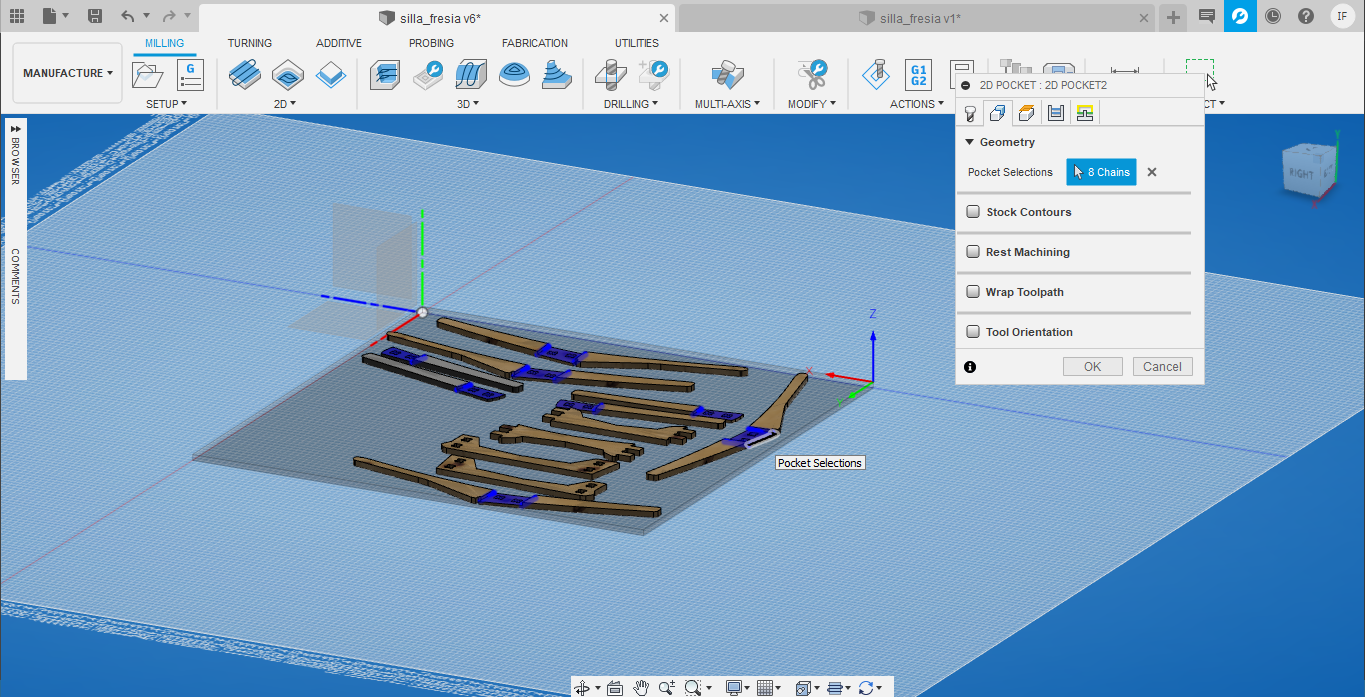 silla_fresia v6*
silla_fresia v1*
IF
MANUFACTURE
MILLING
TURNING
ADDITIVE
PROBING
FABRICATION
UTILITIES
G
G1
G2
SETUP
2D
3D
DRILLING
MULTI-AXIS
MODIFY
ACTIONS
CT
BROWSER
COMMENTS
2D POCKET : 2D POCKET2
Geometry
Pocket Selections
8 Chains
Stock Contours
Rest Machining
Wrap Toolpath
Tool Orientation
OK
Cancel
Y
RIGHT
Z
X
Pocket Selections